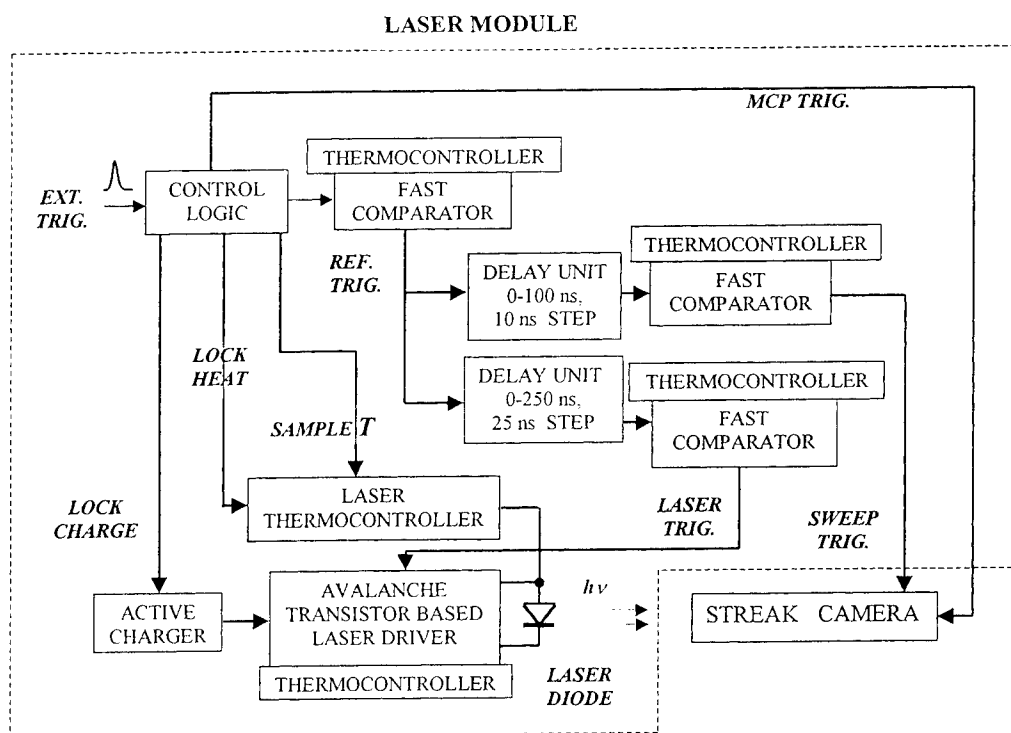 LASER MODULE
MCP TRIG.
THERMOCONTROLLER
FAST
COMPARATOR
EXT.
TRIG.
CONTROL
LOGIC
REF.
TRIG.
THERMOCONTROLLER
FAST
COMPARATOR
DELAY UNIT
0-100 ns,
10 ns STEP
LOCK
HEAT
DELAY UNIT
0-250 ns,
25 ns STEP
THERMOCONTROLLER
FAST
COMPARATOR
SAMPLE T
LASER
THERMOCONTROLLER
LOCK
CHARGE
LASER
TRIG.
SWEEP
TRIG.
ACTIVE
CHARGER
AVALANCHE
TRANSISTOR BASED
LASER DRIVER
THERMOCONTROLLER
hν
STREAK CAMERA
LASER
DIODE